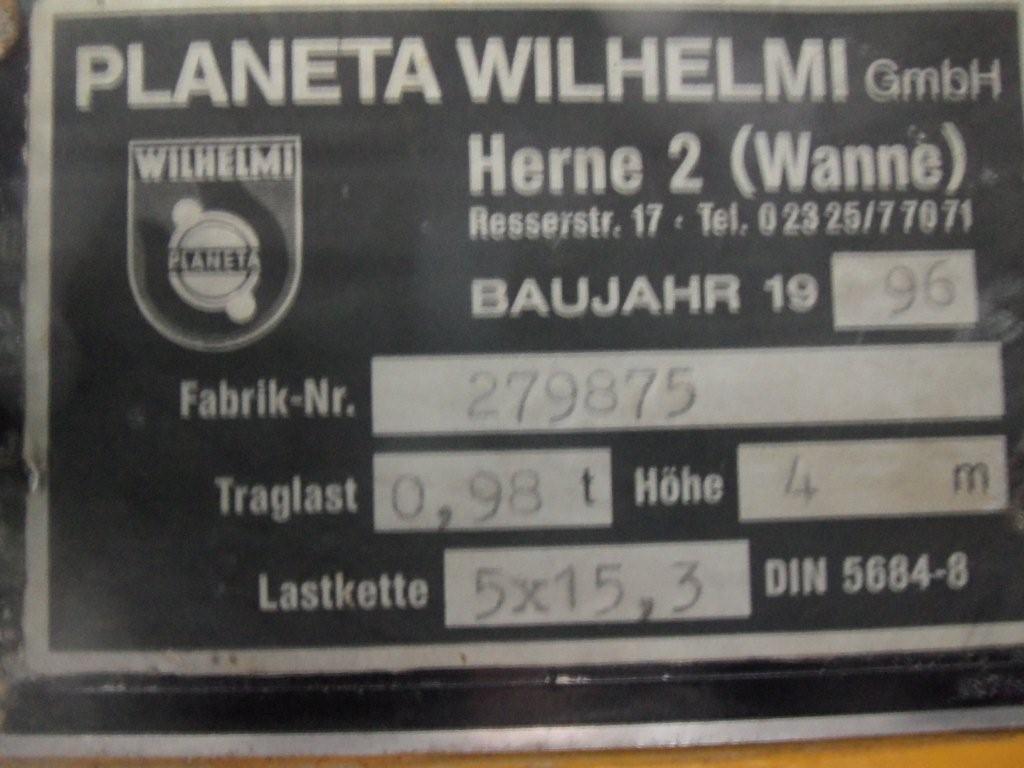 PLANETA WILHELMI GmbH
WILHELMI
PLANETA
Herne 2 (Wanne)
Resserstr. 17 · Tel. 0 23 25/7 70 71
BAUJAHR 19 96
Fabrik-Nr. 279875
Traglast 0,98 t Höhe 4 m
Lastkette 5x15,3 DIN 5684-8